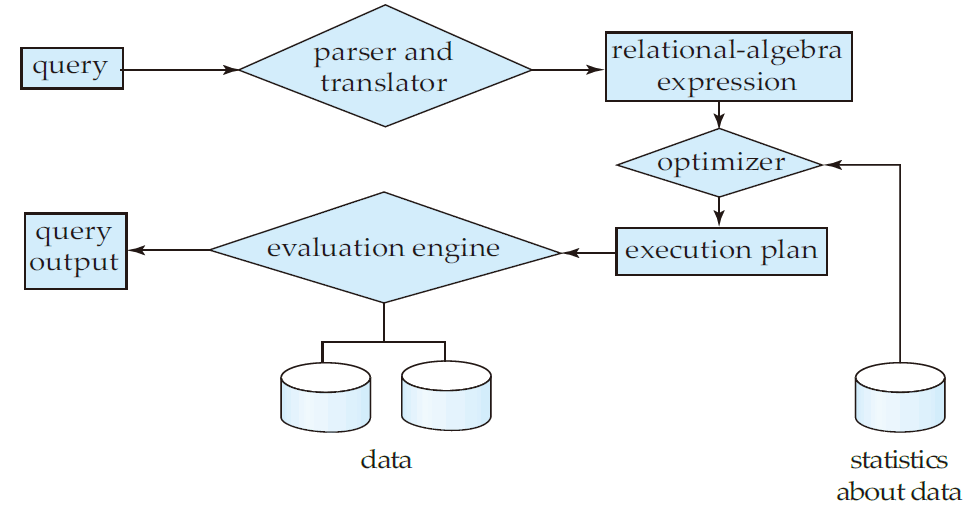 query
parser and
translator
relational-algebra
expression
optimizer
query
output
evaluation engine
execution plan
data
statistics
about data